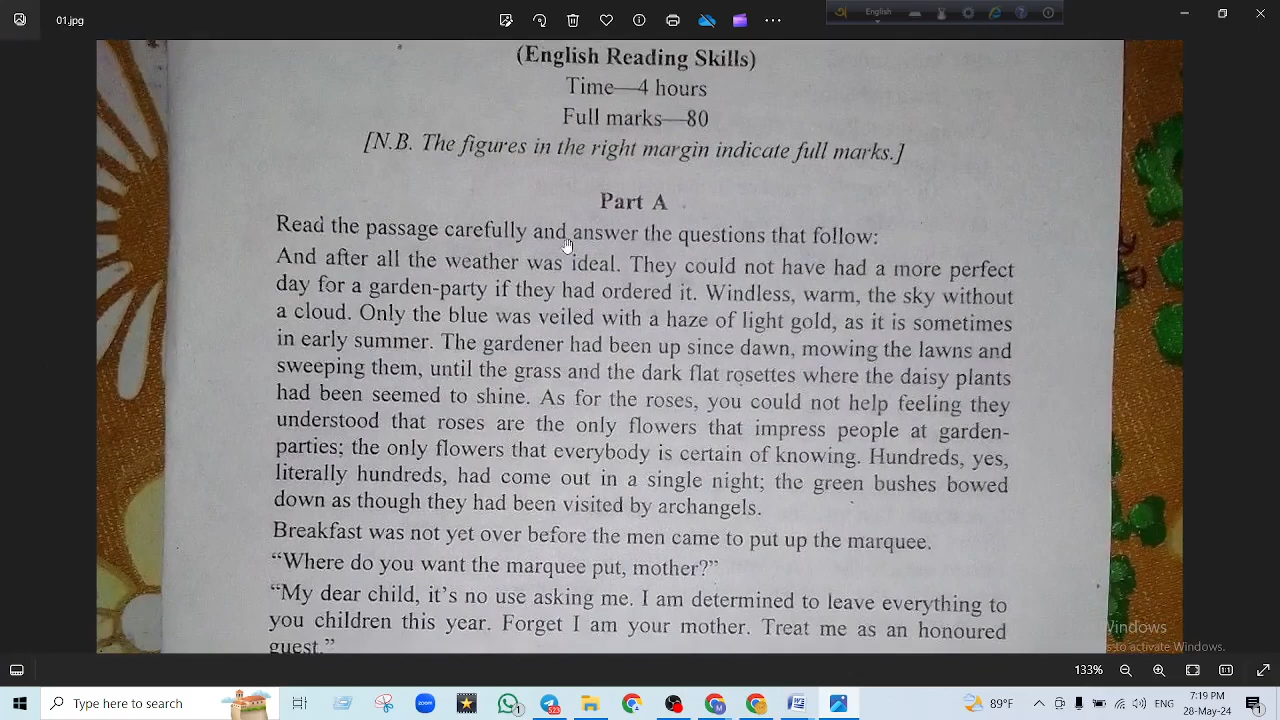 01.jpg
English
(English Reading Skills)
Time—4 hours
Full marks—80
[N.B. The figures in the right margin indicate full marks.]
Part A
Read the passage carefully and answer the questions that follow:
And after all the weather was ideal. They could not have had a more perfect
day for a garden-party if they had ordered it. Windless, warm, the sky without
a cloud. Only the blue was veiled with a haze of light gold, as it is sometimes
in early summer. The gardener had been up since dawn, mowing the lawns and
sweeping them, until the grass and the dark flat rosettes where the daisy plants
had been seemed to shine. As for the roses, you could not help feeling they
understood that roses are the only flowers that impress people at garden-
parties; the only flowers that everybody is certain of knowing. Hundreds, yes,
literally hundreds, had come out in a single night; the green bushes bowed
down as though they had been visited by archangels.
Breakfast was not yet over before the men came to put up the marquee.
“Where do you want the marquee put, mother?”
“My dear child, it’s no use asking me. I am determined to leave everything to
you children this year. Forget I am your mother. Treat me as an honoured
guest.”
Windows
s to activate Windows.
133%
Type here to search
zoom
523
1
M
89°F
ENG
7:19 PM
28-May-24
1